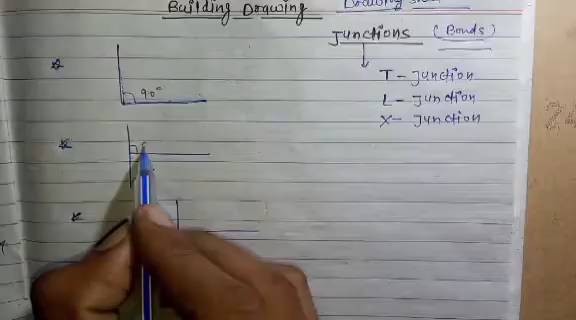 Building Drawing
Junctions (Bonds)
T - Junction
L - Junction
X - Junction
90°